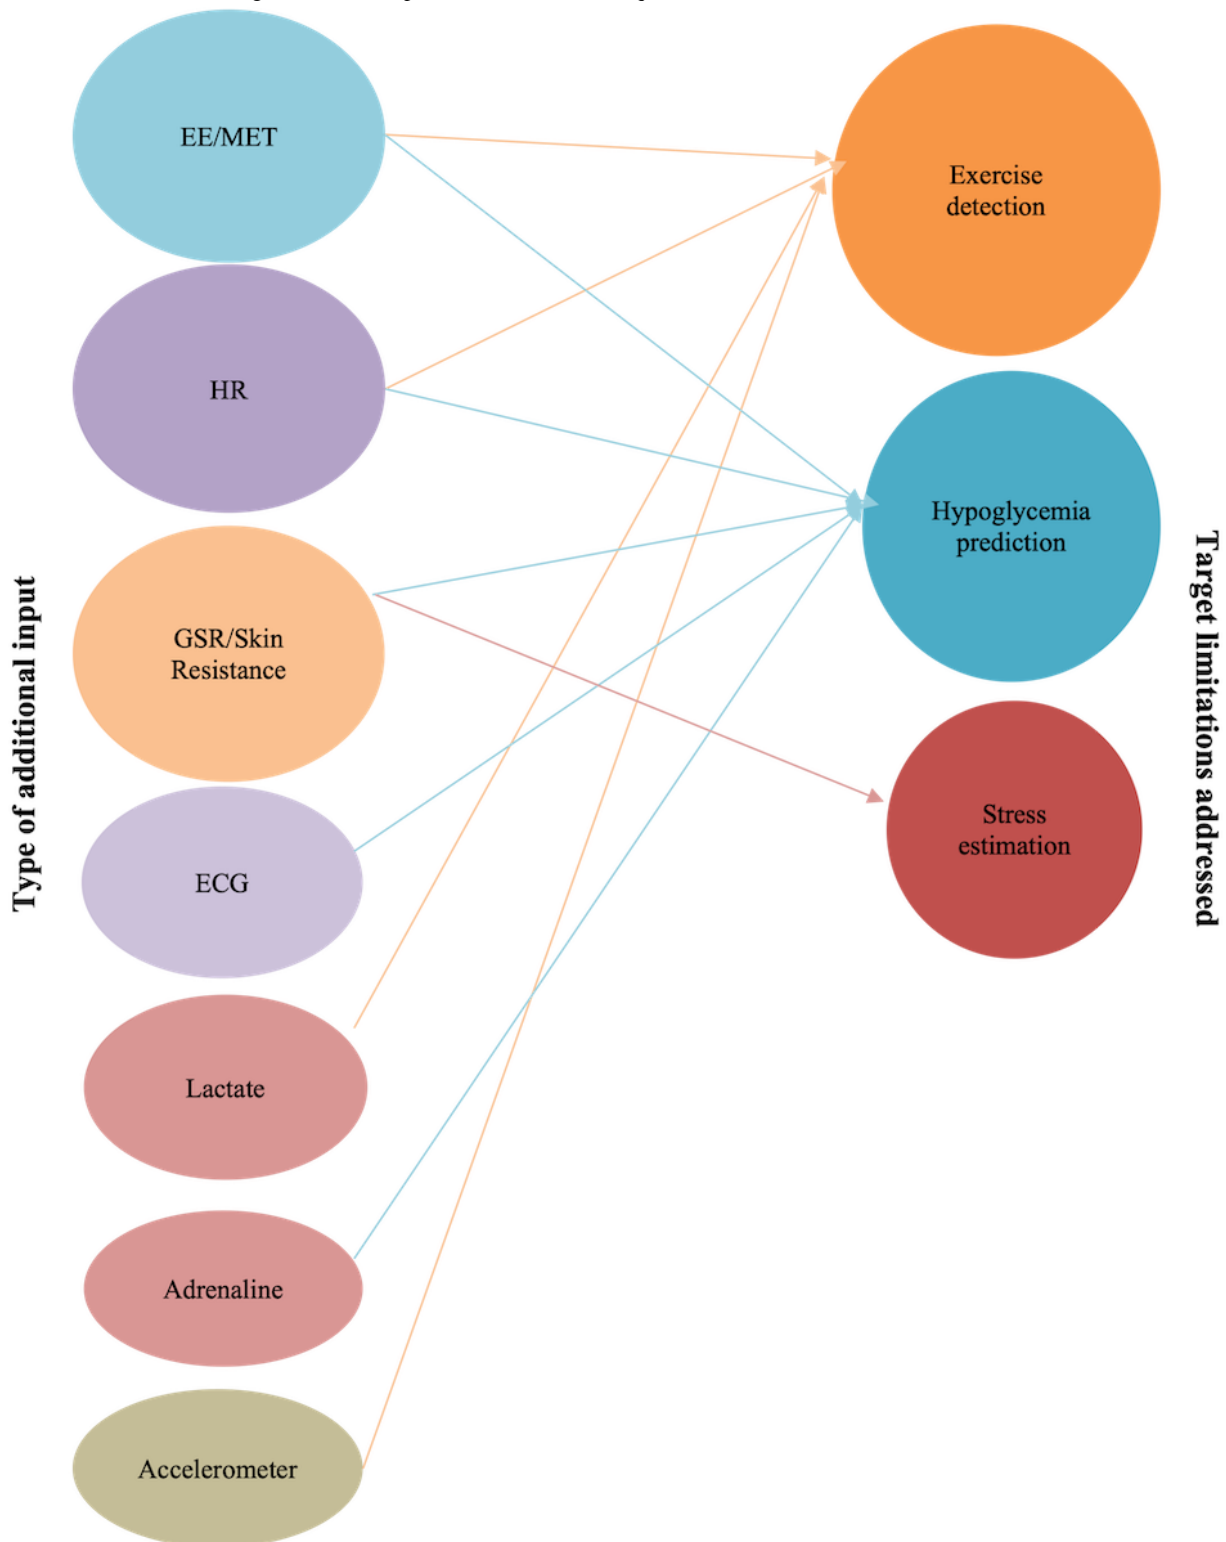 EE/MET
HR
GSR/Skin
Resistance
ECG
Lactate
Adrenaline
Accelerometer
Type of additional input
Exercise
detection
Hypoglycemia
prediction
Stress
estimation
Target limitations addressed